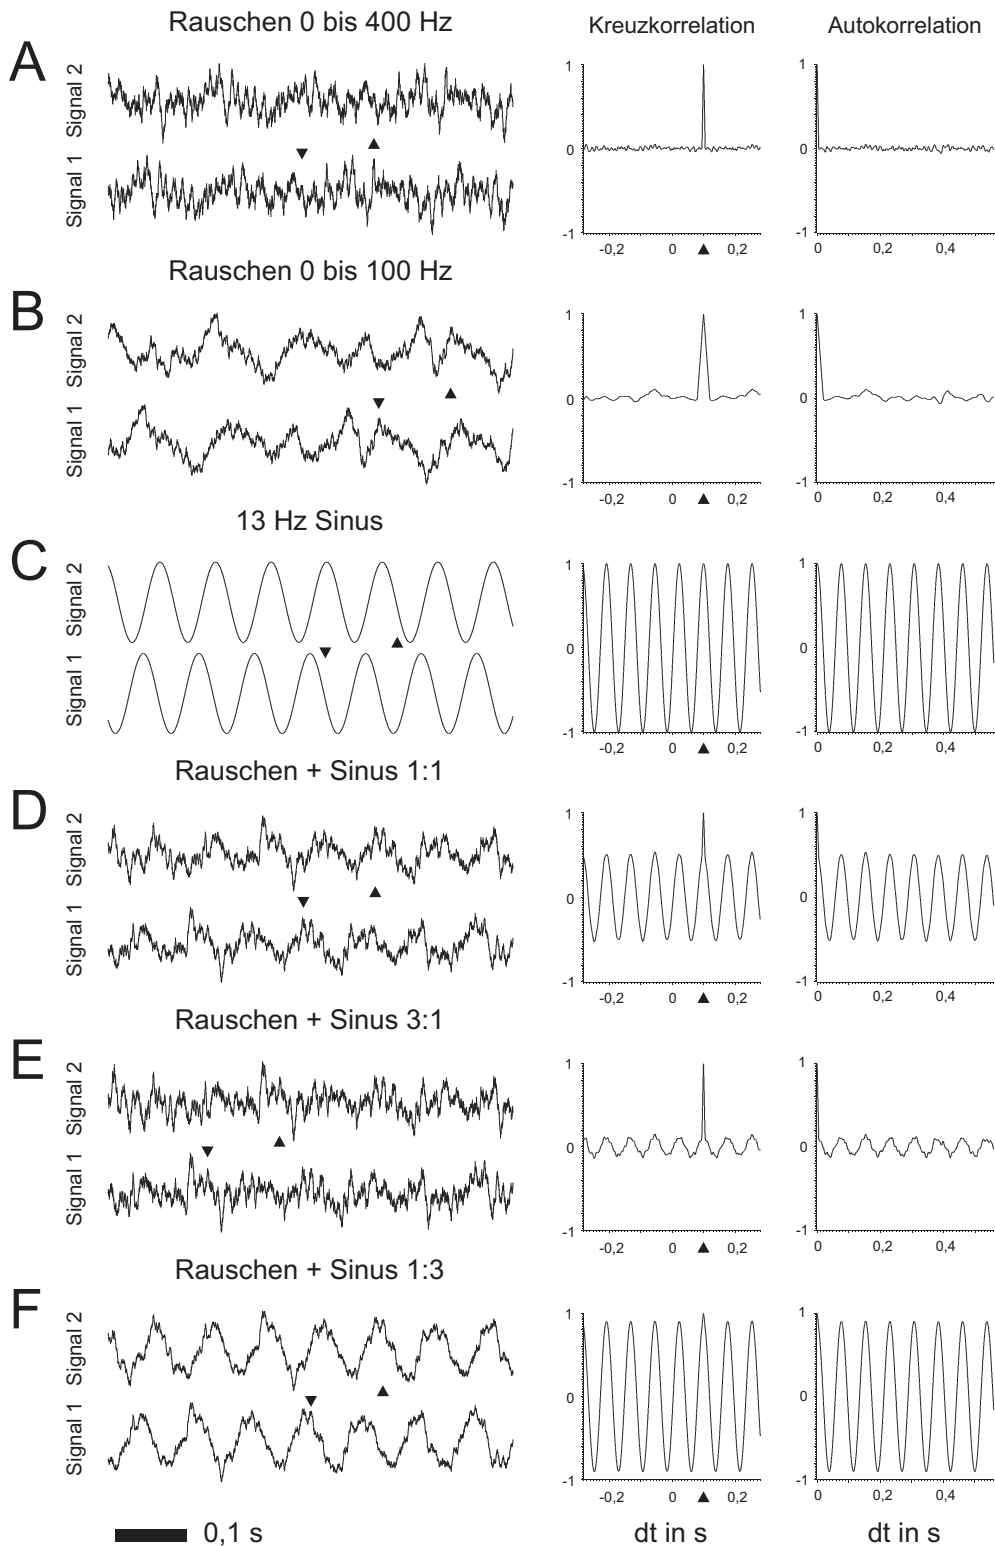 Rauschen 0 bis 400 Hz
Kreuzkorrelation
Autokorrelation
A
Signal 2
Signal 1
1
0
-1
-0,2 0 0,2
1
0
-1
0 0,2 0,4
Rauschen 0 bis 100 Hz
B
Signal 2
Signal 1
1
0
-1
-0,2 0 0,2
1
0
-1
0 0,2 0,4
13 Hz Sinus
C
Signal 2
Signal 1
1
0
-1
-0,2 0 0,2
1
0
-1
0 0,2 0,4
Rauschen + Sinus 1:1
D
Signal 2
Signal 1
1
0
-1
-0,2 0 0,2
1
0
-1
0 0,2 0,4
Rauschen + Sinus 3:1
E
Signal 2
Signal 1
1
0
-1
-0,2 0 0,2
1
0
-1
0 0,2 0,4
Rauschen + Sinus 1:3
F
Signal 2
Signal 1
1
0
-1
-0,2 0 0,2
1
0
-1
0 0,2 0,4
0,1 s
dt in s
dt in s